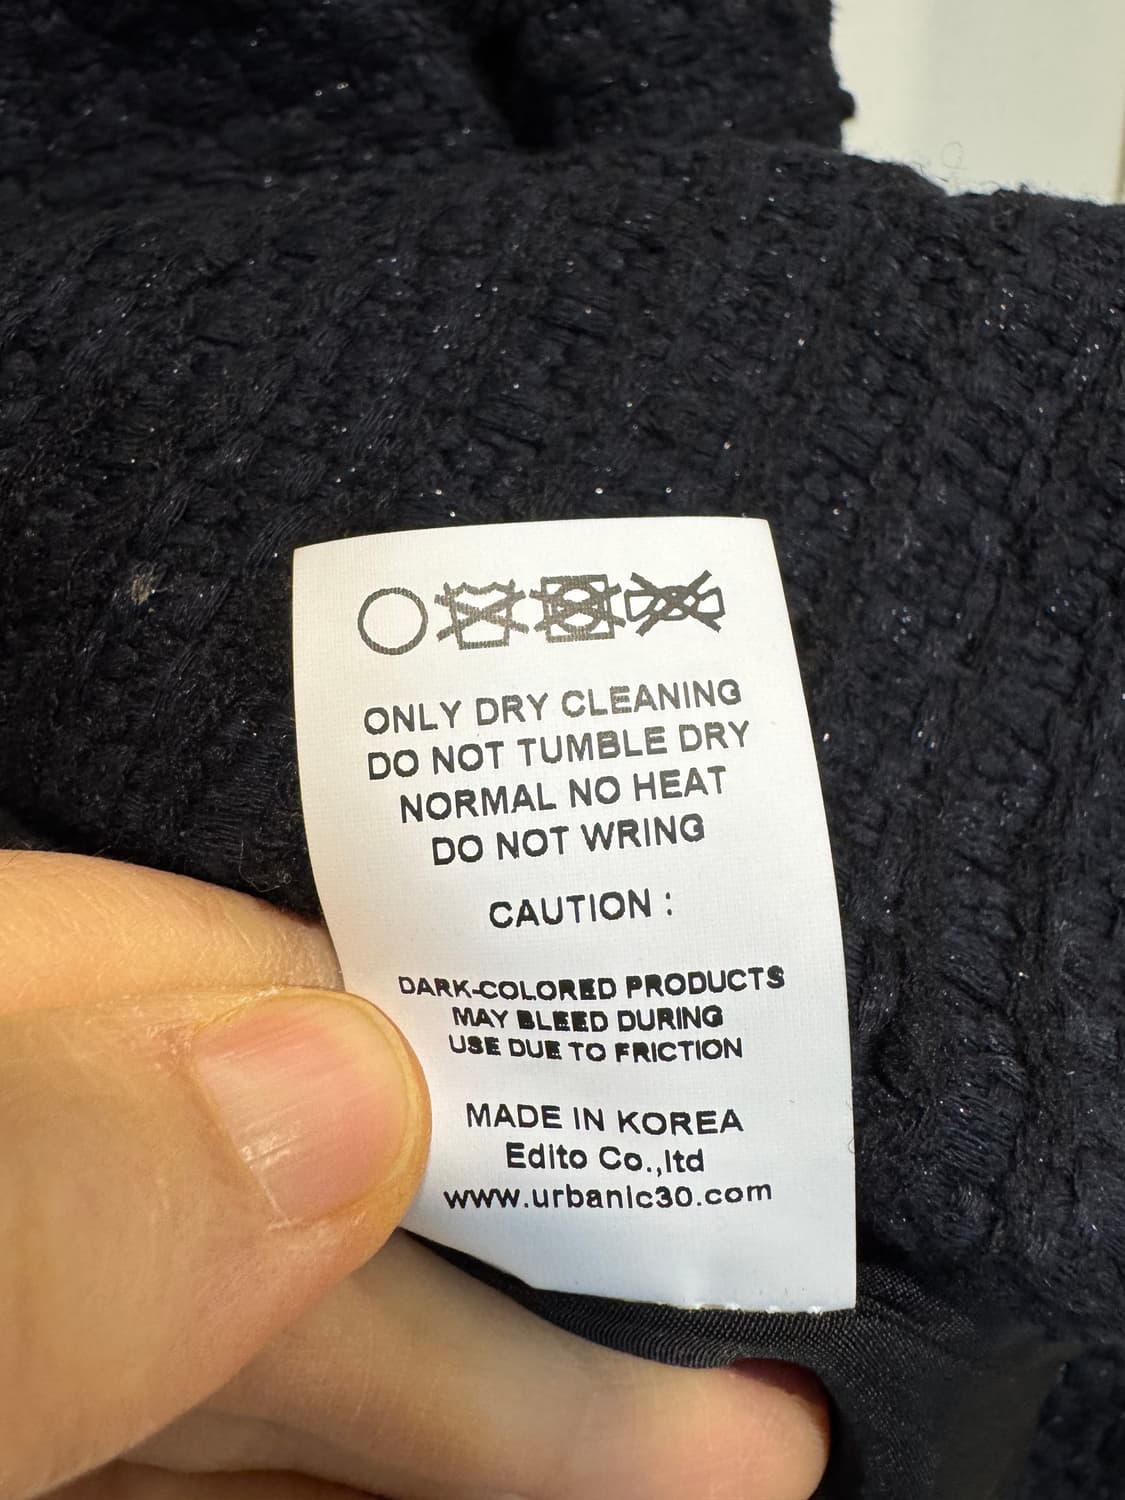 ONLY DRY CLEANING
DO NOT TUMBLE DRY
NORMAL NO HEAT
DO NOT WRING
CAUTION :
DARK-COLORED PRODUCTS
MAY BLEED DURING
USE DUE TO FRICTION
MADE IN KOREA
Edito Co.,ltd
www.urbanic30.com